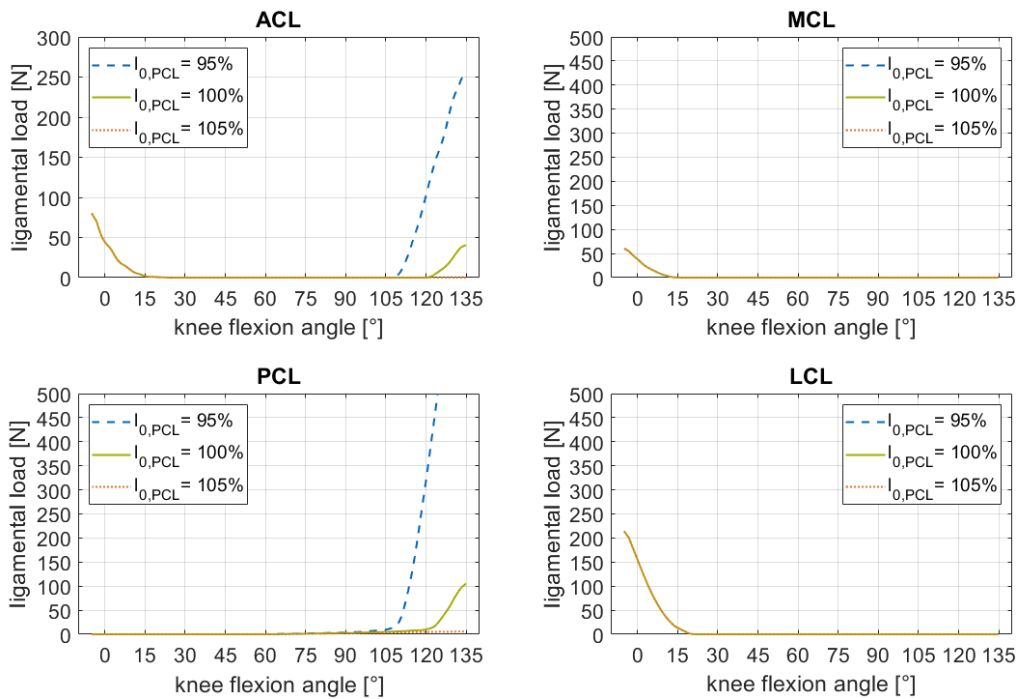 ACL
ligamental load [N]
300
250
200
150
100
50
0
l0,PCL= 95%
l0,PCL= 100%
l0,PCL= 105%
0 15 30 45 60 75 90 105 120 135
knee flexion angle [°]
MCL
ligamental load [N]
500
450
400
350
300
250
200
150
100
50
0
l0,PCL= 95%
l0,PCL= 100%
l0,PCL= 105%
0 15 30 45 60 75 90 105 120 135
knee flexion angle [°]
PCL
ligamental load [N]
500
450
400
350
300
250
200
150
100
50
0
l0,PCL= 95%
l0,PCL= 100%
l0,PCL= 105%
0 15 30 45 60 75 90 105 120 135
knee flexion angle [°]
LCL
ligamental load [N]
500
450
400
350
300
250
200
150
100
50
0
l0,PCL= 95%
l0,PCL= 100%
l0,PCL= 105%
0 15 30 45 60 75 90 105 120 135
knee flexion angle [°]